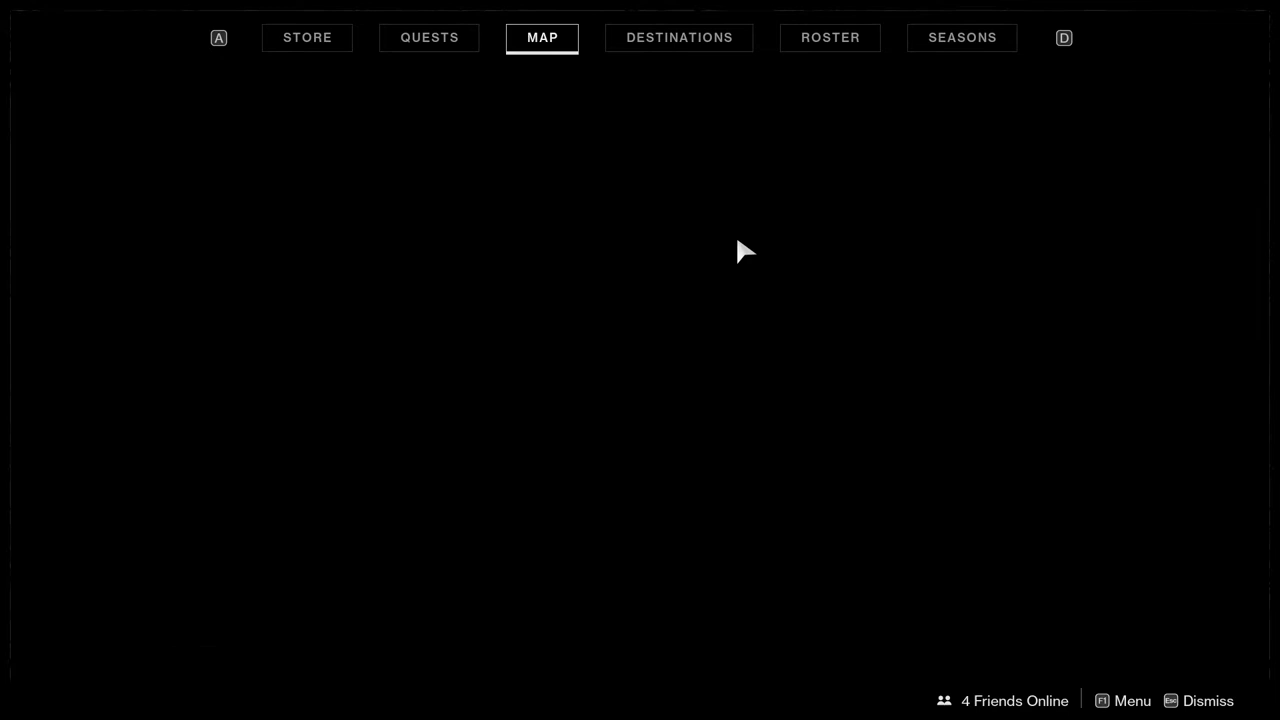 A STORE QUESTS MAP DESTINATIONS ROSTER SEASONS D
4 Friends Online F1 Menu Esc Dismiss